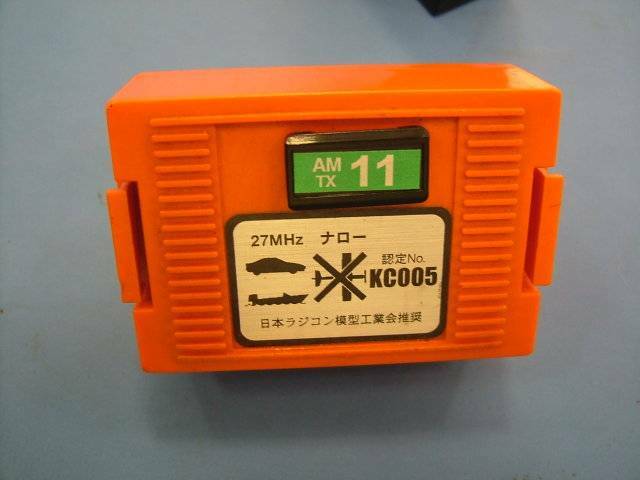 AM
TX 11
27MHz ナロー
認定No.
KC005
日本ラジコン模型工業会推奨